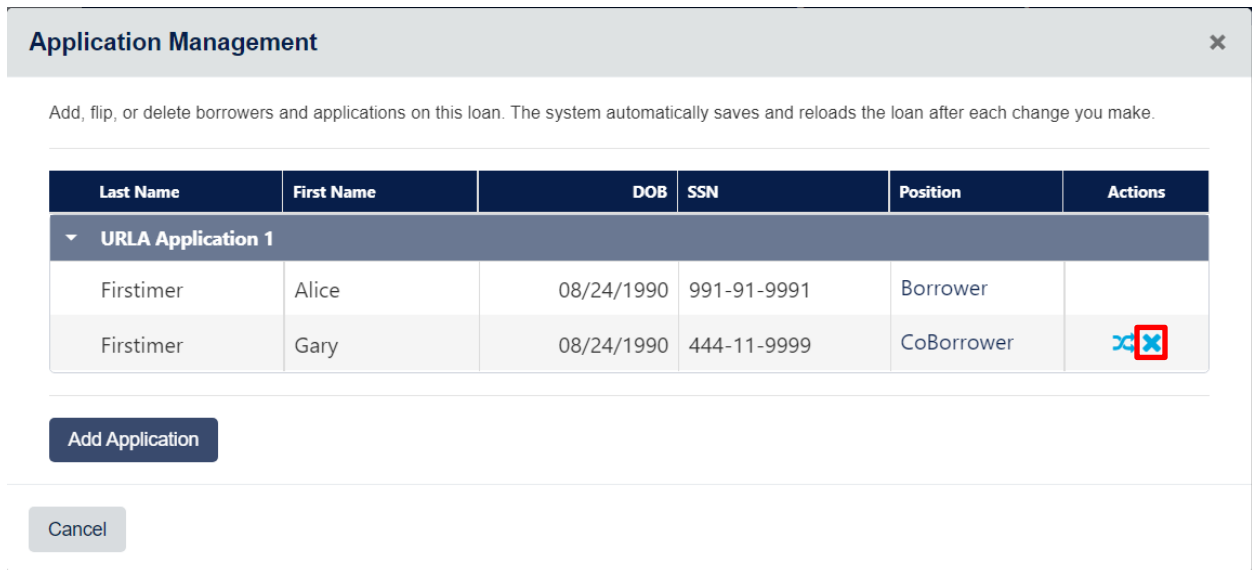 Application Management
Add, flip, or delete borrowers and applications on this loan. The system automatically saves and reloads the loan after each change you make.
Last Name First Name DOB SSN Position Actions
URLA Application 1
Firstimer Alice 08/24/1990 991-91-9991 Borrower
Firstimer Gary 08/24/1990 444-11-9999 CoBorrower
Add Application
Cancel